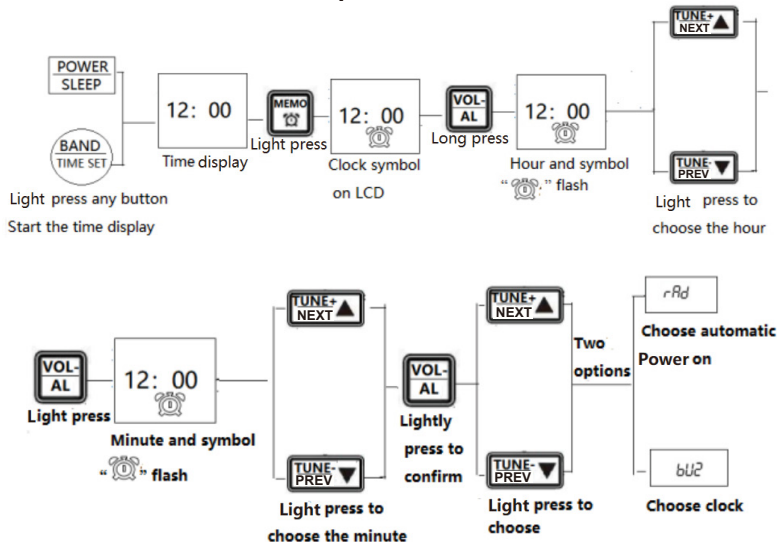 POWER
SLEEP
BAND
TIME SET
Light press any button
Start the time display
12: 00
Time display
MEMO
Light press
12: 00
Clock symbol
on LCD
VOL-
AL
Long press
12: 00
Hour and symbol
“ ” flash
TUNE+
NEXT
TUNE-
PREV
Light press to
choose the hour
VOL-
AL
Light press
12: 00
Minute and symbol
“ ” flash
TUNE+
NEXT
TUNE-
PREV
Light press to
choose the minute
VOL-
AL
Lightly
press to
confirm
TUNE+
NEXT
TUNE-
PREV
Light press to
choose
Two
options
rAd
Choose automatic
Power on
bUZ
Choose clock